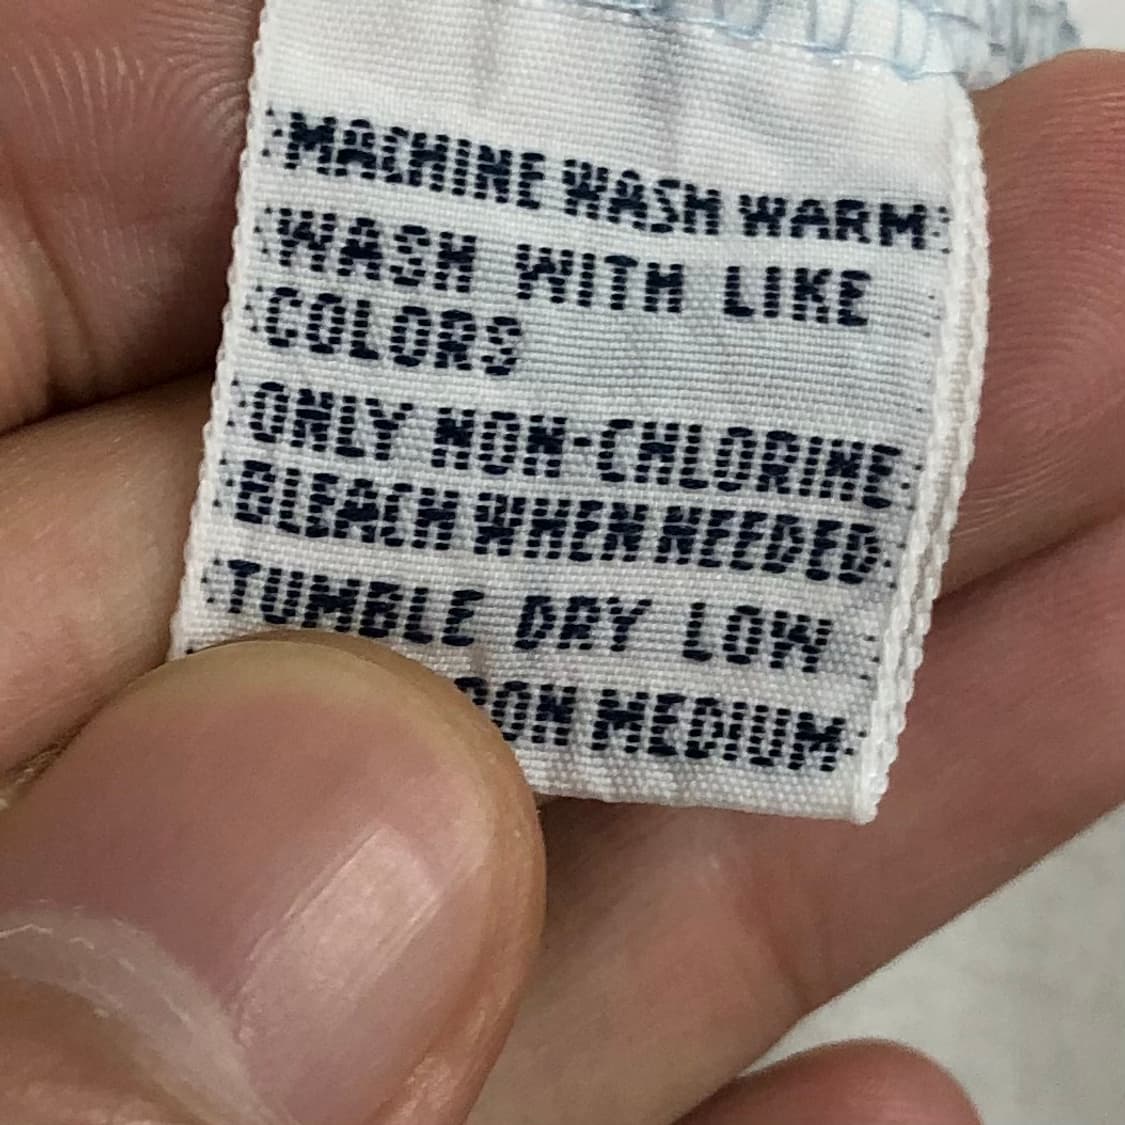 MACHINE WASH WARM
WASH WITH LIKE
COLORS
ONLY NON-CHLORINE
BLEACH WHEN NEEDED
TUMBLE DRY LOW
MEDIUM